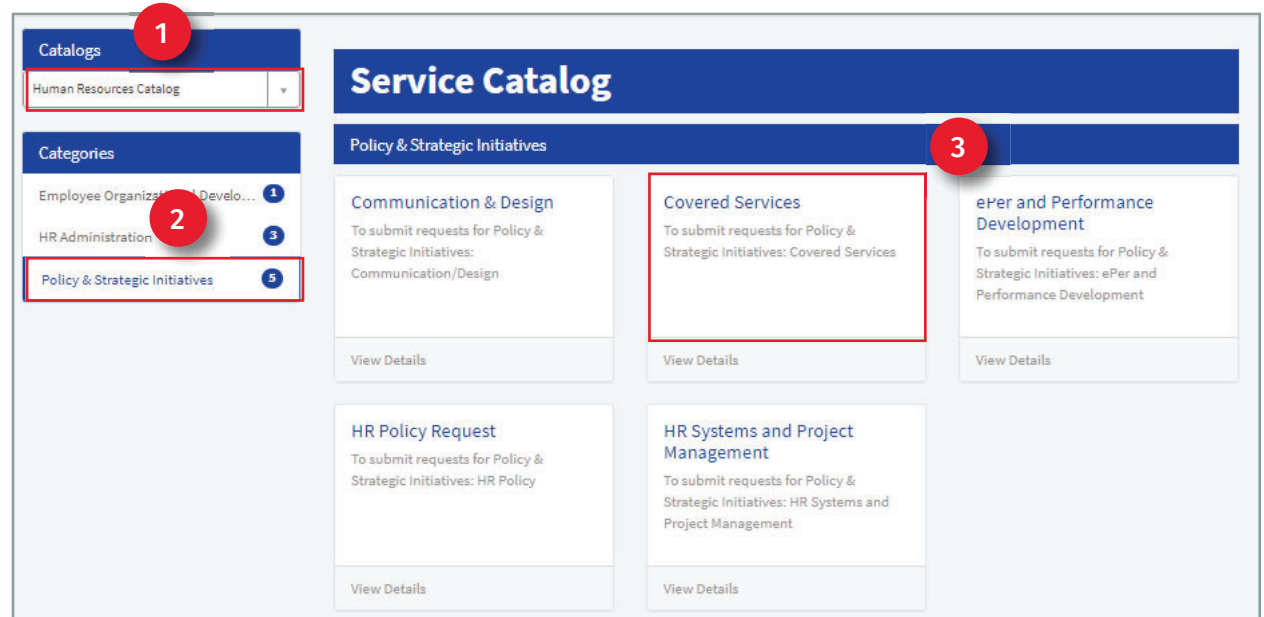 1
Catalogs
Human Resources Catalog
Categories
Employee Develo... 1
2
HR Administration 3
Policy & Strategic Initiatives 5
Service Catalog
Policy & Strategic Initiatives
3
Communication & Design
To submit requests for Policy &
Strategic Initiatives:
Communication/Design
View Details
Covered Services
To submit requests for Policy &
Strategic Initiatives: Covered Services
View Details
ePer and Performance
Development
To submit requests for Policy &
Strategic Initiatives: ePer and
Performance Development
View Details
HR Policy Request
To submit requests for Policy &
Strategic Initiatives: HR Policy
View Details
HR Systems and Project
Management
To submit requests for Policy &
Strategic Initiatives: HR Systems and
Project Management
View Details